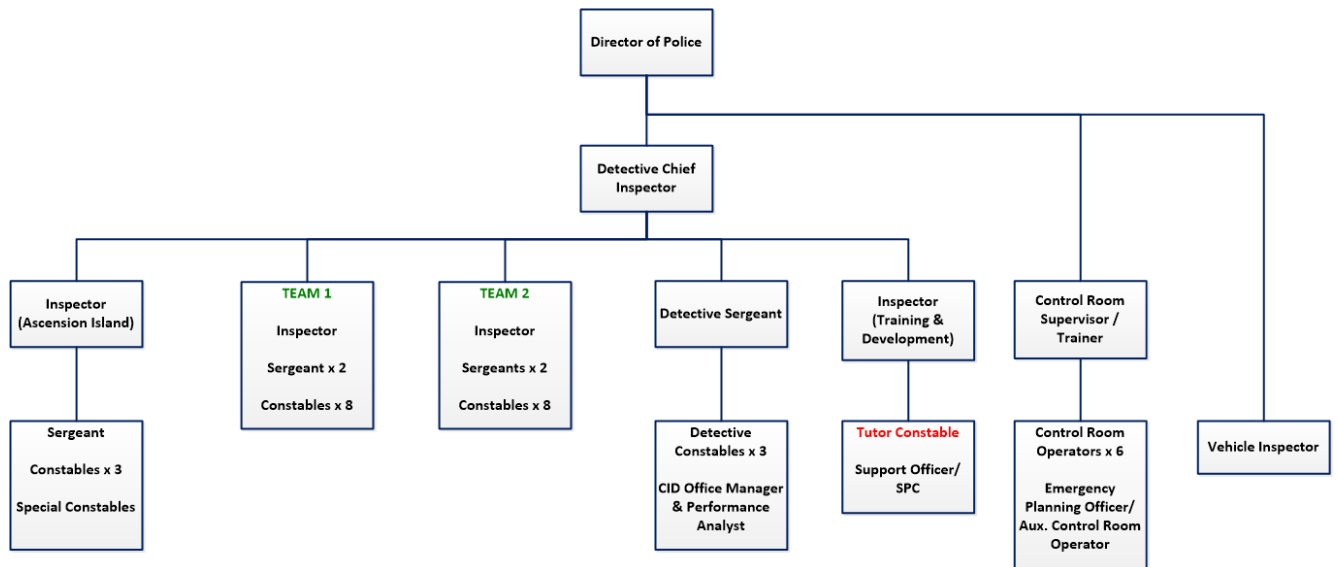 Director of Police
Detective Chief
Inspector
Inspector
(Ascension Island)
TEAM 1
Inspector
Sergeant x 2
Constables x 8
TEAM 2
Inspector
Sergeants x 2
Constables x 8
Detective Sergeant
Inspector
(Training &
Development)
Control Room
Supervisor /
Trainer
Sergeant
Constables x 3
Special Constables
Detective
Constables x 3
CID Office Manager
& Performance
Analyst
Tutor Constable
Support Officer/
SPC
Control Room
Operators x 6
Emergency
Planning Officer/
Aux. Control Room
Operator
Vehicle Inspector